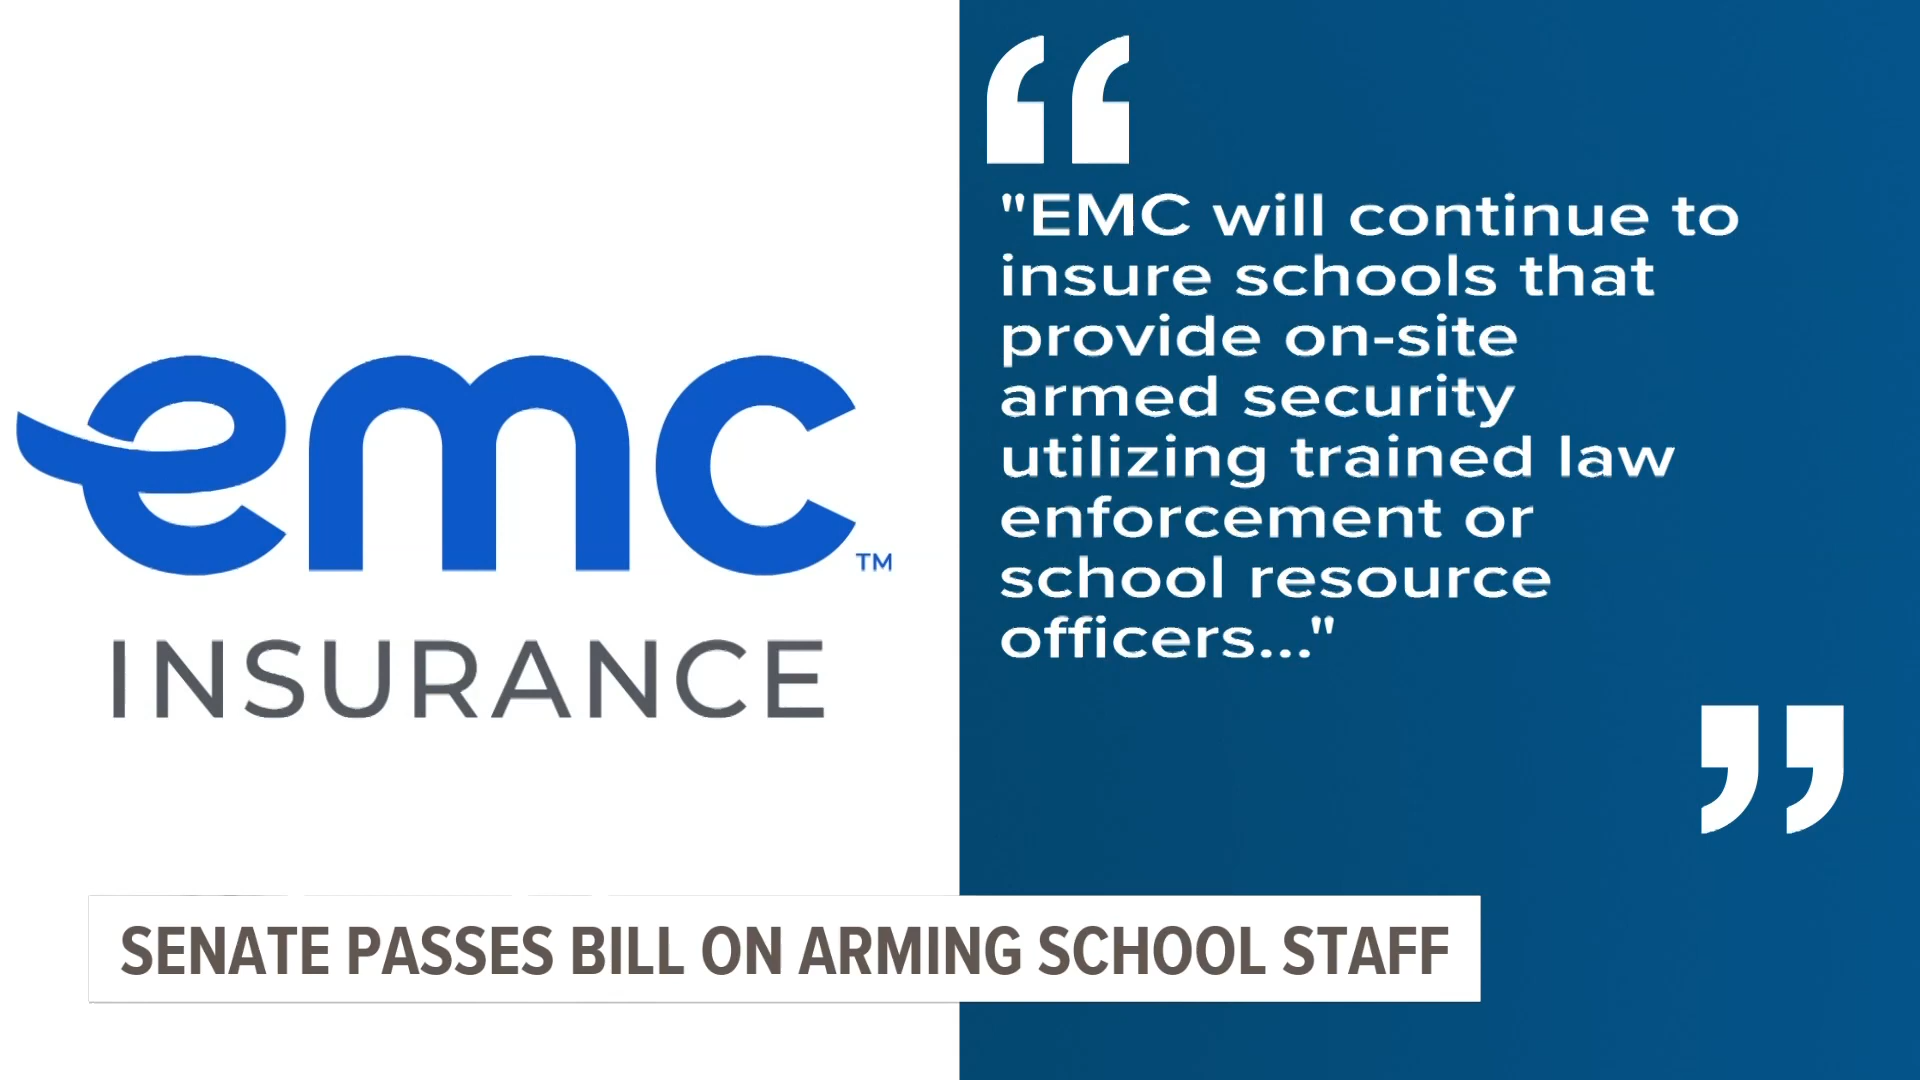 emc
TM
INSURANCE
"EMC will continue to
insure schools that
provide on-site
armed security
utilizing trained law
enforcement or
school resource
officers..."
SENATE PASSES BILL ON ARMING SCHOOL STAFF